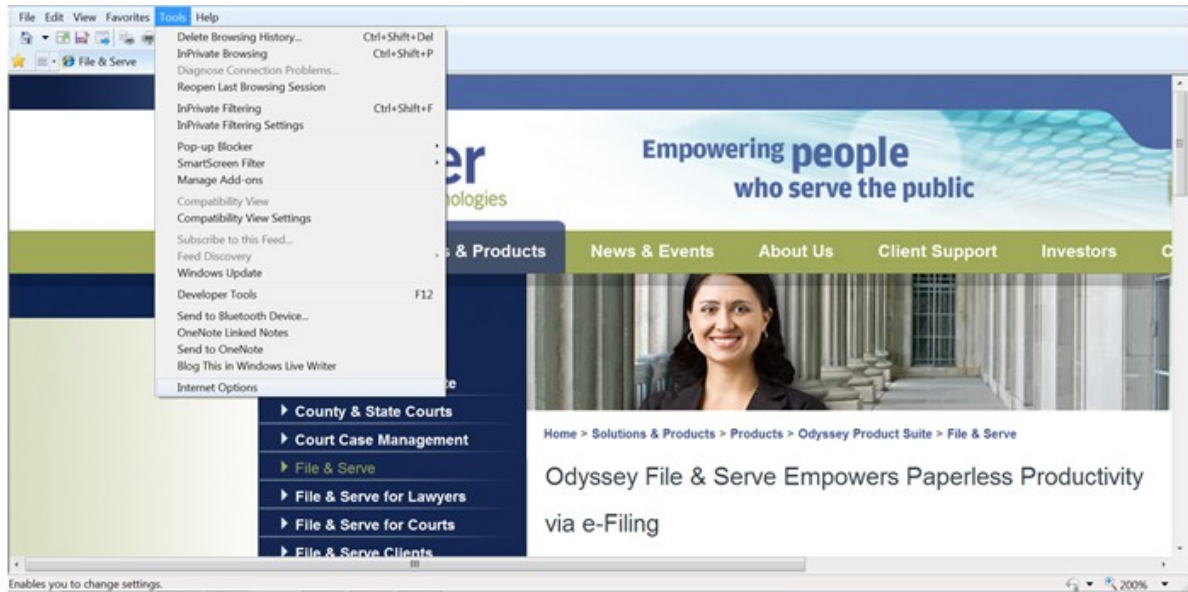 File Edit View Favorites Tools Help
File & Serve
Delete Browsing History... Ctrl+Shift+Del
InPrivate Browsing Ctrl+Shift+P
Diagnose Connection Problems...
Reopen Last Browsing Session
InPrivate Filtering Ctrl+Shift+F
InPrivate Filtering Settings
Pop-up Blocker
SmartScreen Filter
Manage Add-ons
Compatibility View
Compatibility View Settings
Subscribe to this Feed...
Feed Discovery
Windows Update
Developer Tools F12
Send to Bluetooth Device...
OneNote Linked Notes
Send to OneNote
Blog This in Windows Live Writer
Internet Options
er
ologies
Empowering people
who serve the public
& Products News & Events About Us Client Support Investors C
County & State Courts
Court Case Management
File & Serve
File & Serve for Lawyers
File & Serve for Courts
File & Serve Clients
Home > Solutions & Products > Products > Odyssey Product Suite > File & Serve
Odyssey File & Serve Empowers Paperless Productivity
via e-Filing
Enables you to change settings. 200%